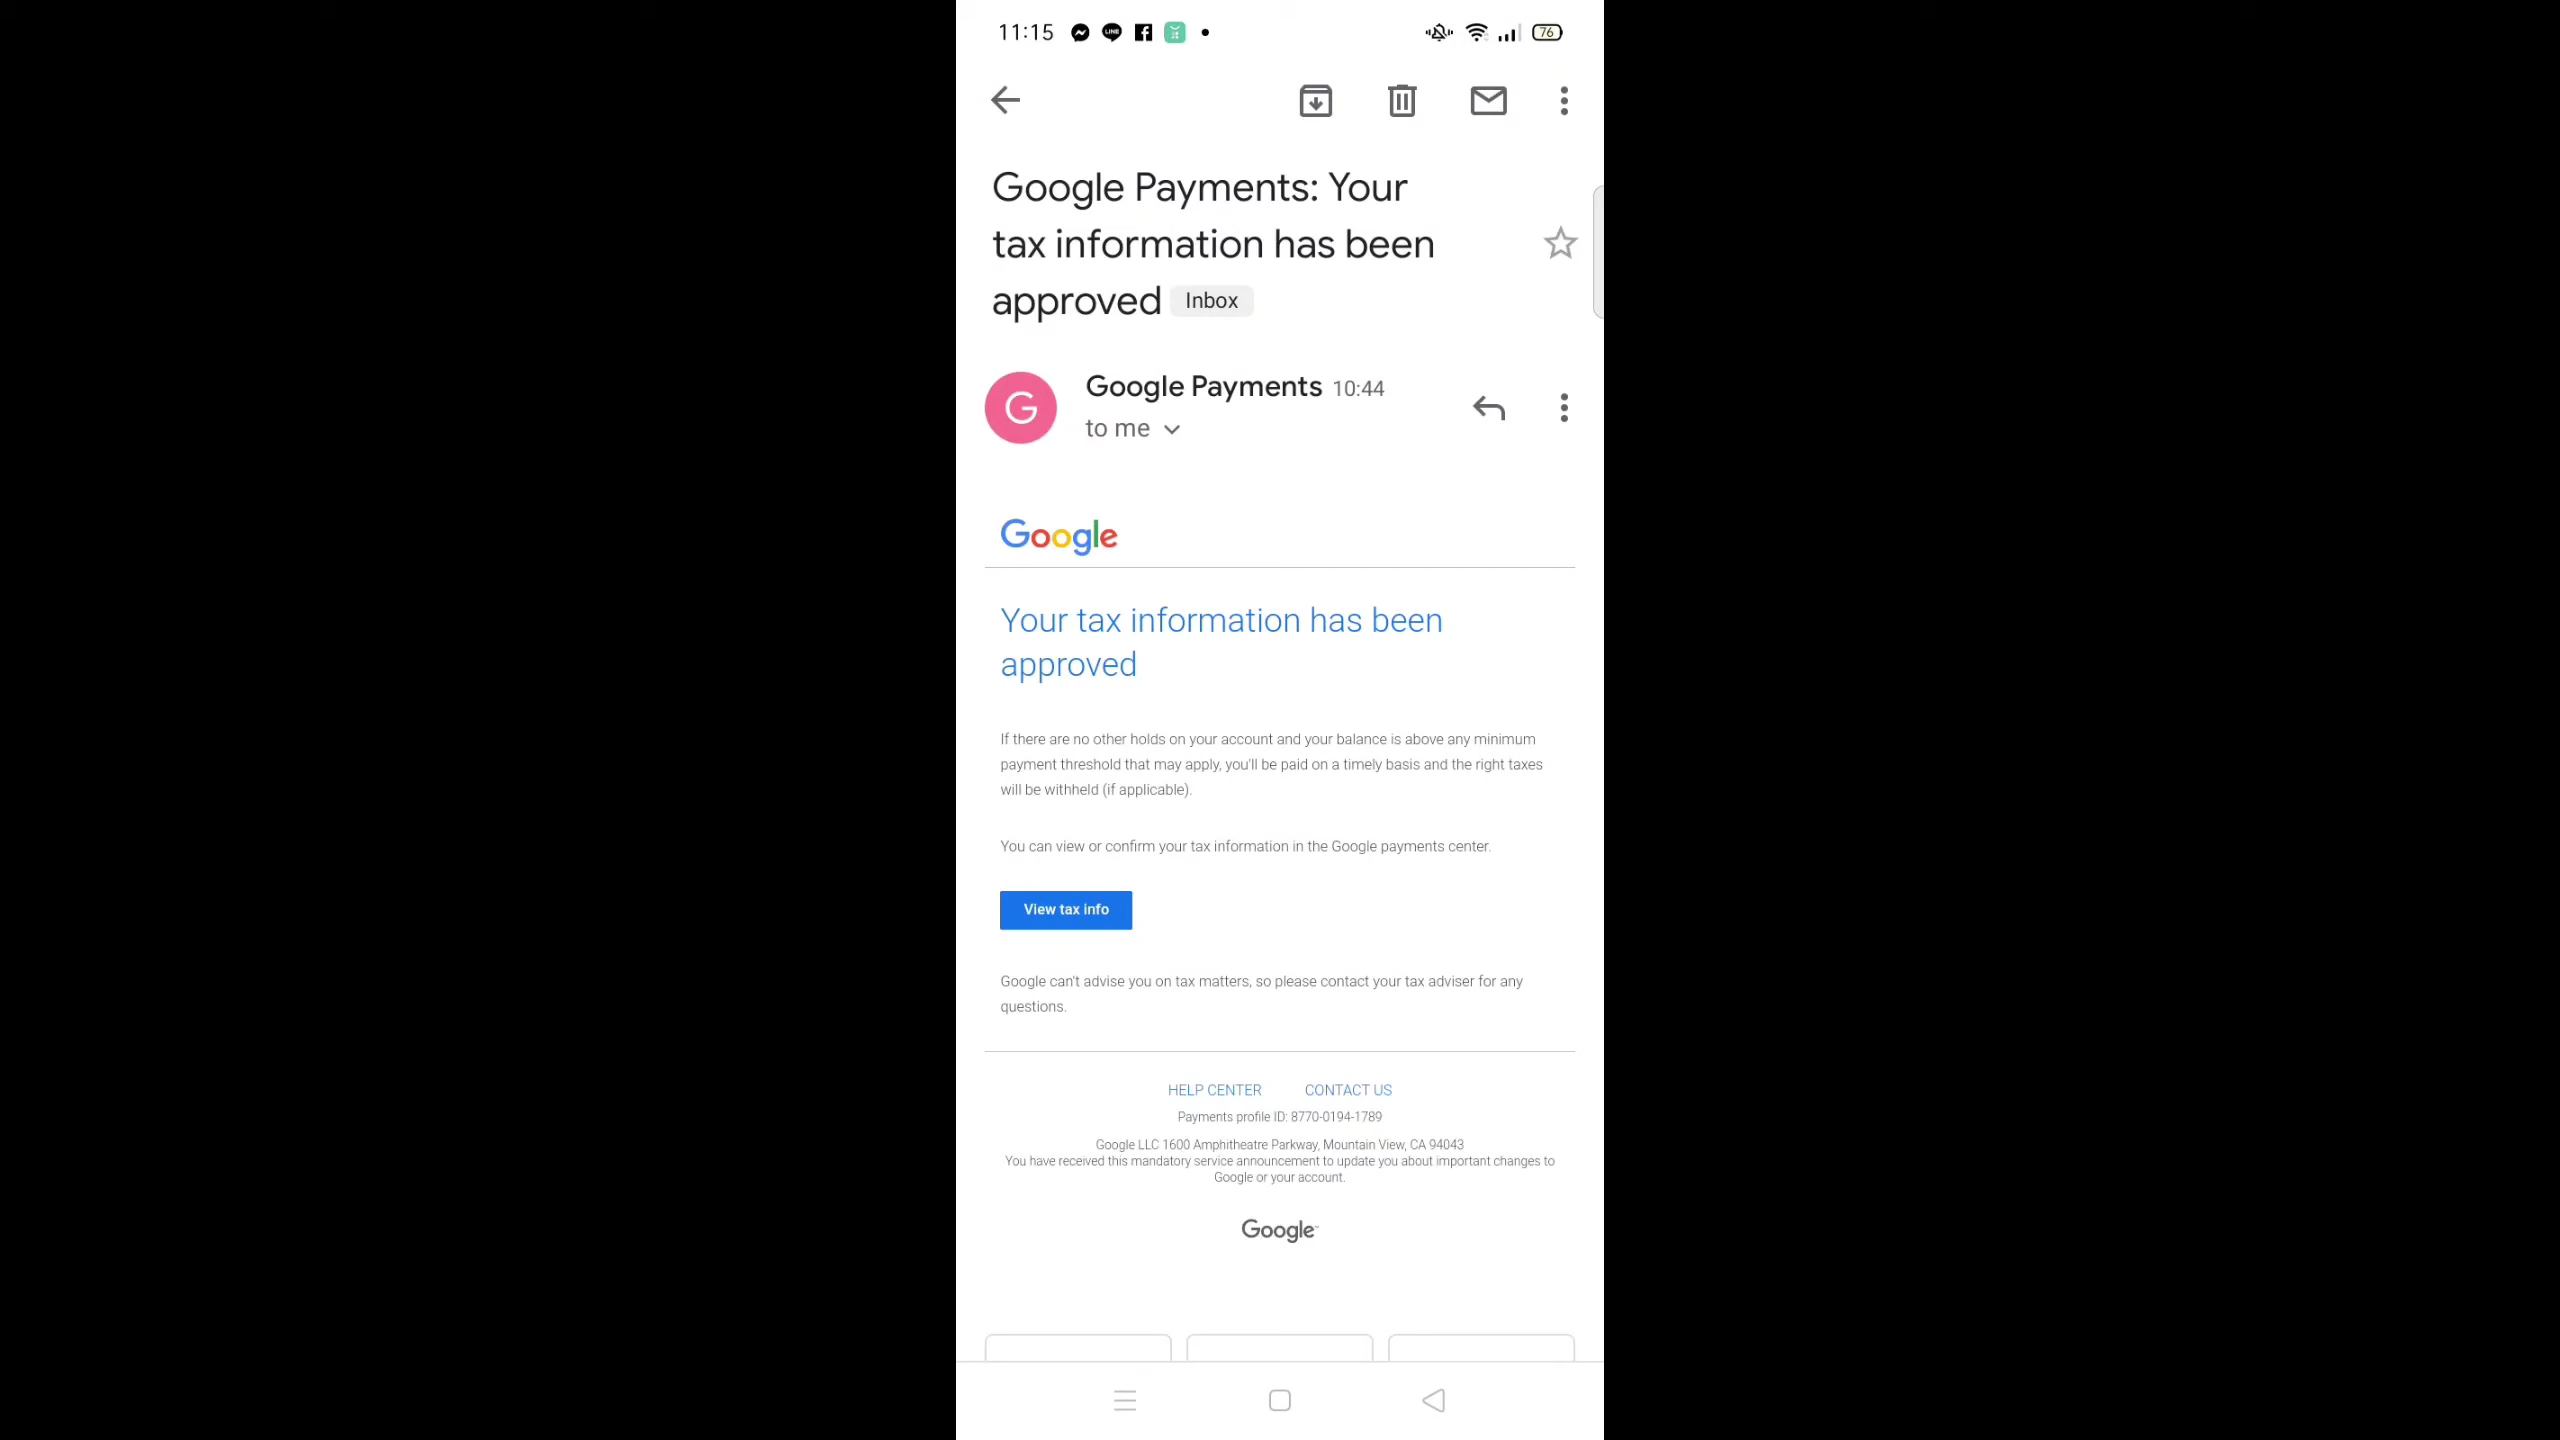 11:15
76
Google Payments: Your
tax information has been
approved Inbox
G
Google Payments 10:44
to me
Google
Your tax information has been
approved
If there are no other holds on your account and your balance is above any minimum
payment threshold that may apply, you'll be paid on a timely basis and the right taxes
will be withheld (if applicable).
You can view or confirm your tax information in the Google payments center.
View tax info
Google can't advise you on tax matters, so please contact your tax adviser for any
questions.
HELP CENTER CONTACT US
Payments profile ID: 8770-0194-1789
Google LLC 1600 Amphitheatre Parkway, Mountain View, CA 94043
You have received this mandatory service announcement to update you about important changes to
Google or your account.
Google